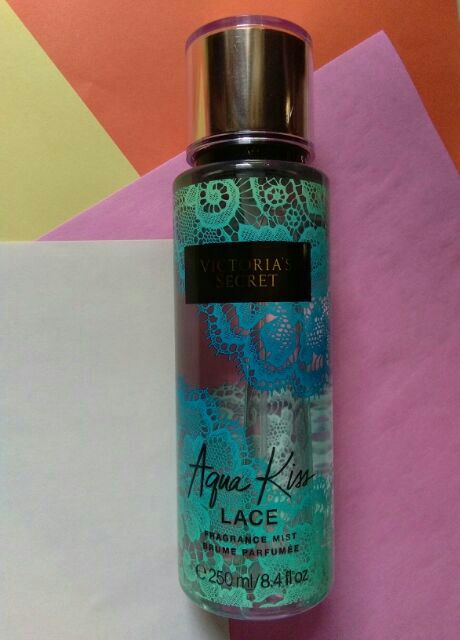 VICTORIA'S
SECRET
Aqua Kiss
LACE
FRAGRANCE MIST
BRUME PARFUMÉE
℮ 250 ml/8.4 fl oz